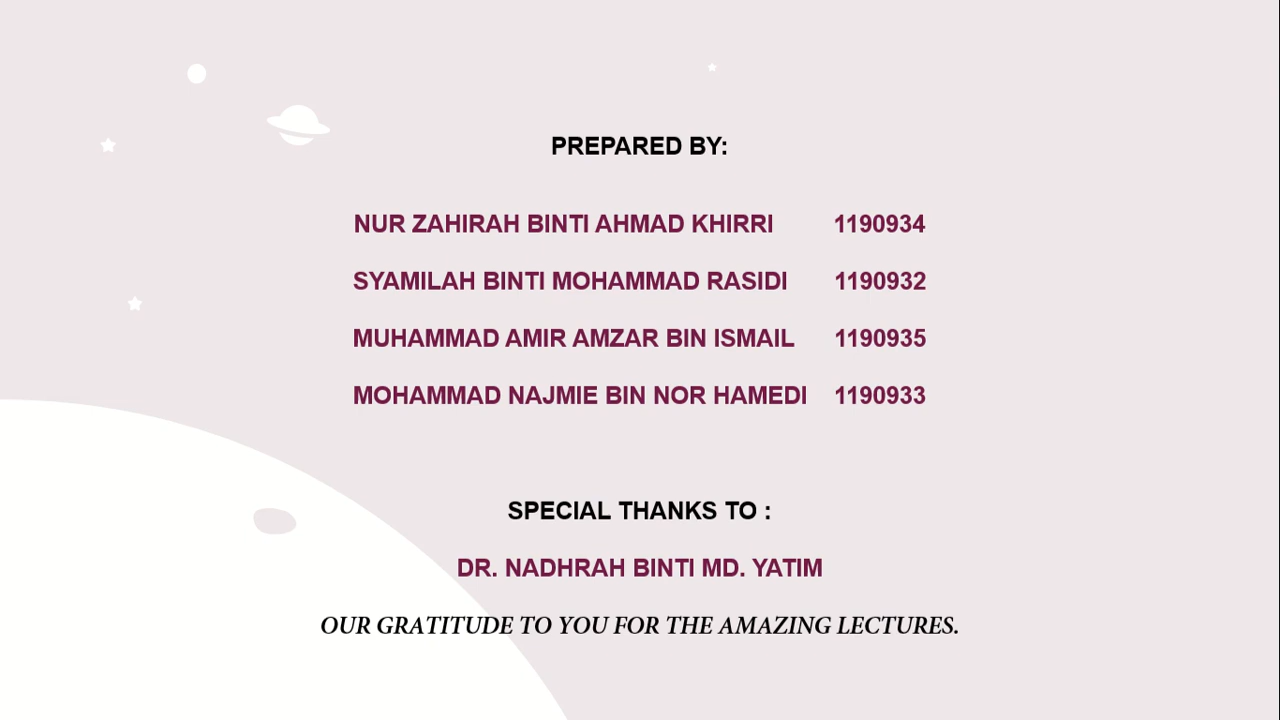 PREPARED BY:
NUR ZAHIRAH BINTI AHMAD KHIRRI 1190934
SYAMILAH BINTI MOHAMMAD RASIDI 1190932
MUHAMMAD AMIR AMZAR BIN ISMAIL 1190935
MOHAMMAD NAJMIE BIN NOR HAMEDI 1190933
SPECIAL THANKS TO :
DR. NADHRAH BINTI MD. YATIM
OUR GRATITUDE TO YOU FOR THE AMAZING LECTURES.